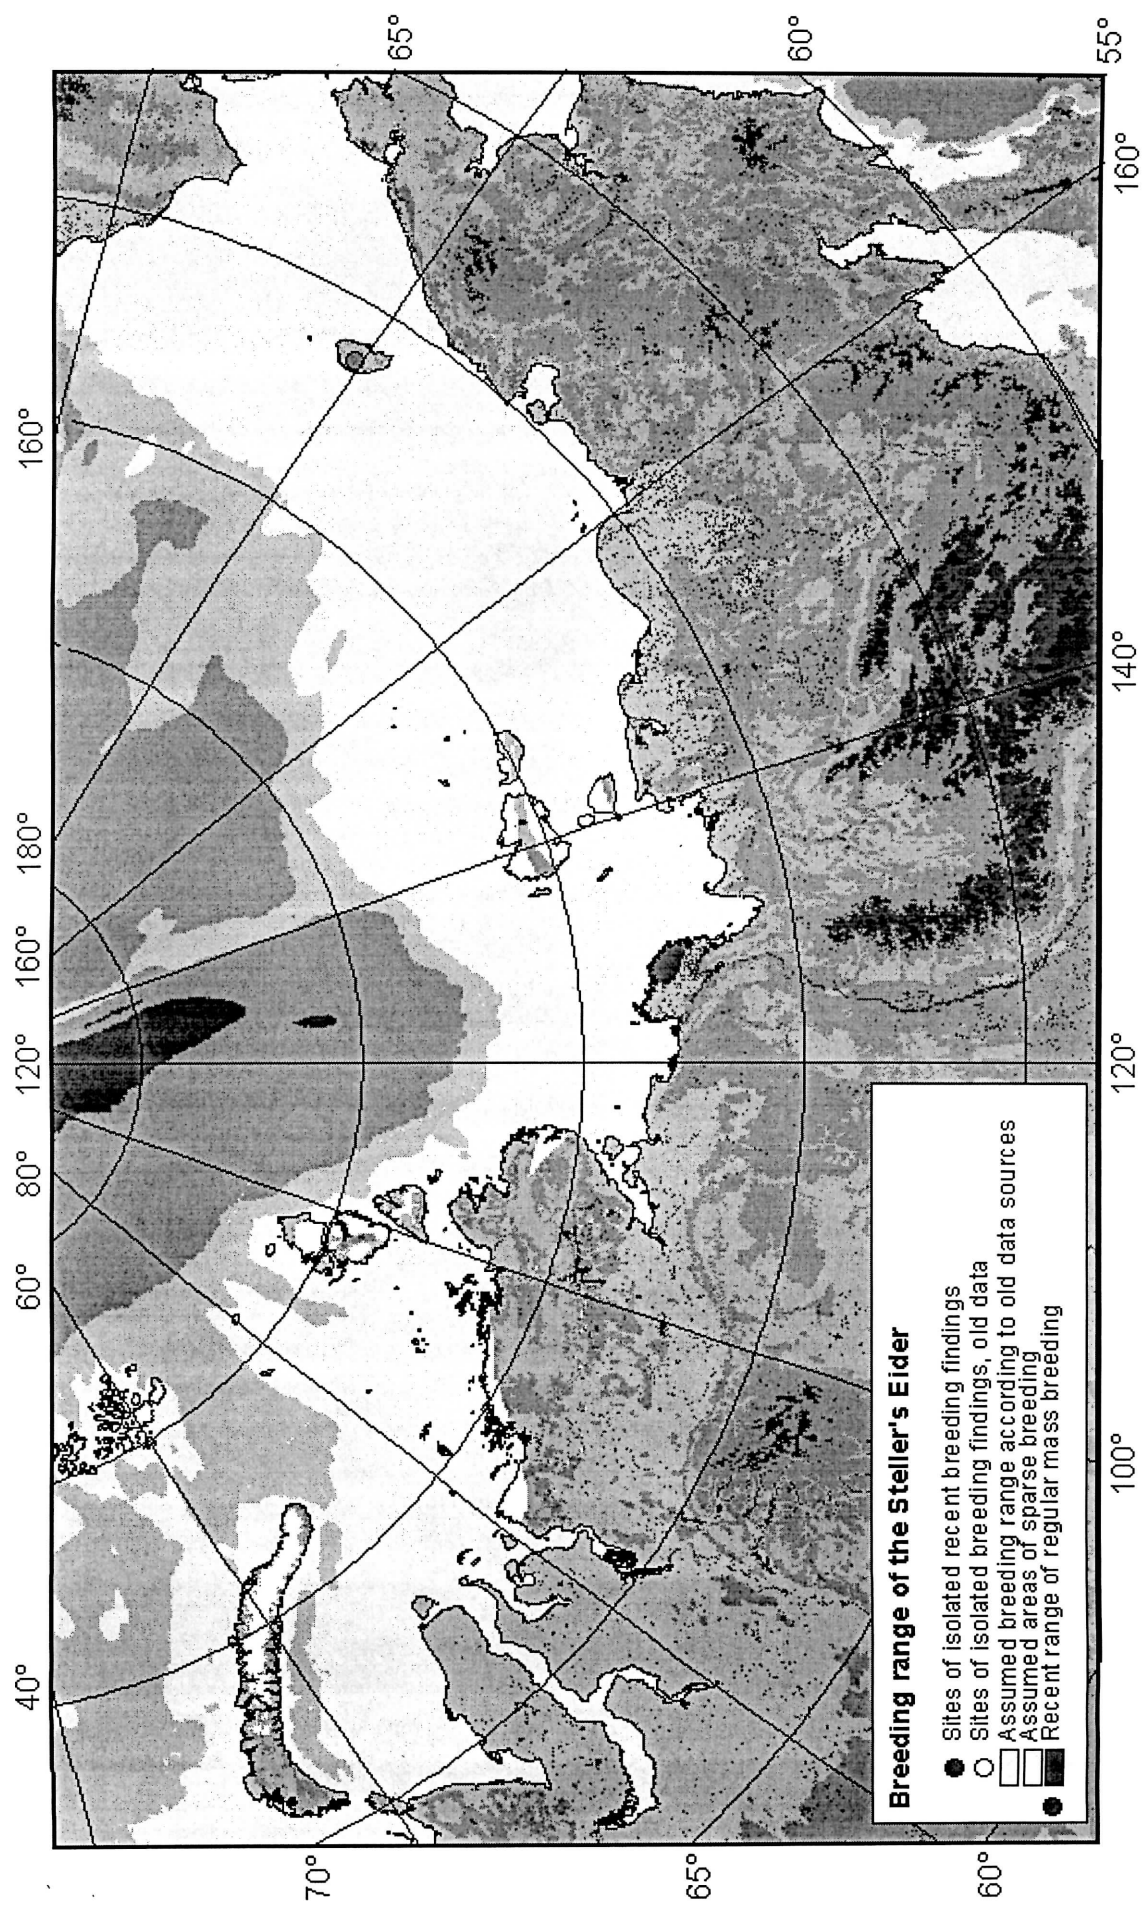 40° 60° 80° 120° 160° 180° 160°
70°
65°
65°
60°
60°
55°
Breeding range of the Steller's Eider
Sites of isolated recent breeding findings
Sites of isolated breeding findings, old data
Assumed breeding range according to old data sources
Assumed areas of sparse breeding
Recent range of regular mass breeding
100° 120° 140° 160°